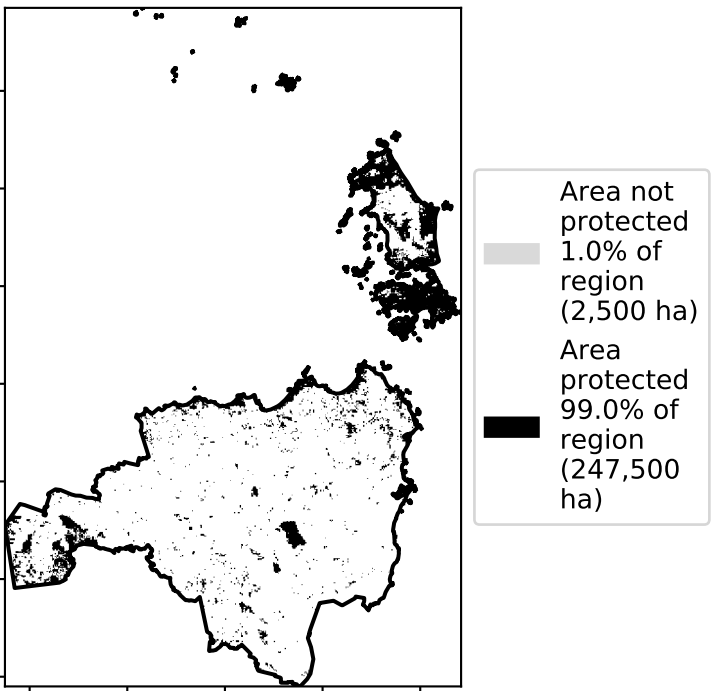 Area not
protected
1.0% of
region
(2,500 ha)
Area
protected
99.0% of
region
(247,500
ha)